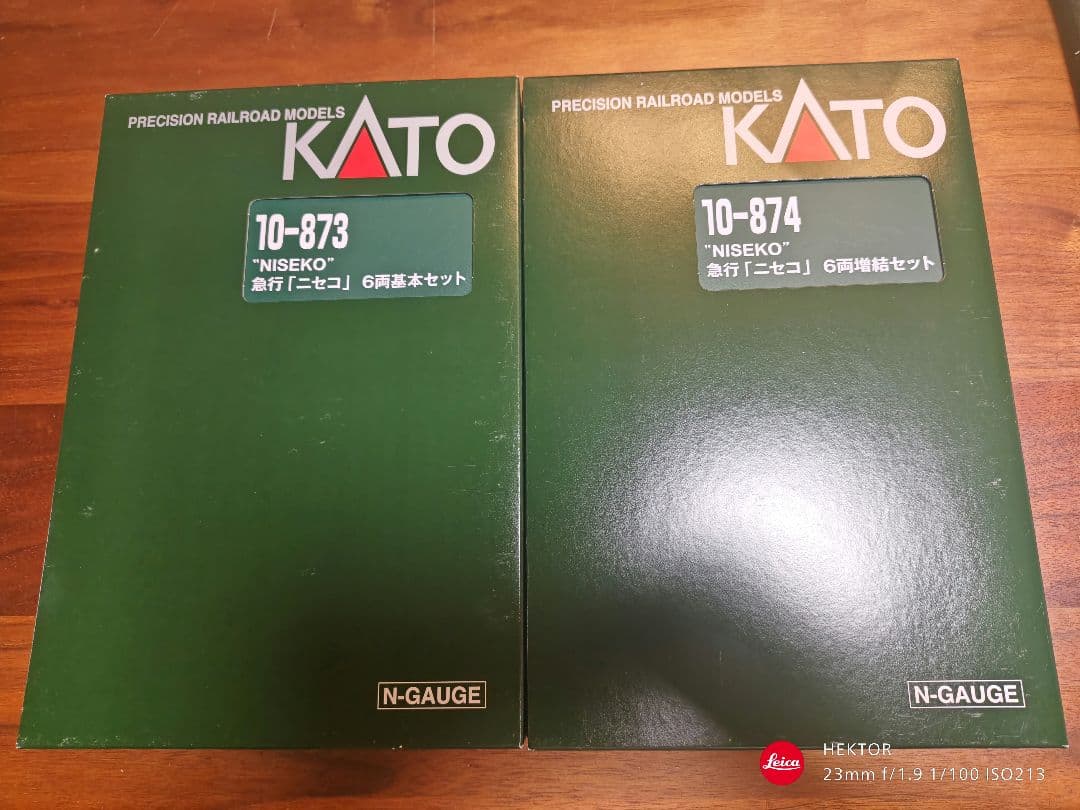 PRECISION RAILROAD MODELS
KATO
10-873
"NISEKO"
急行「ニセコ」 6両基本セット
N-GAUGE
PRECISION RAILROAD MODELS
KATO
10-874
"NISEKO"
急行「ニセコ」 6両増結セット
N-GAUGE
Leica
HEKTOR
23mm f/1.9 1/100 ISO213